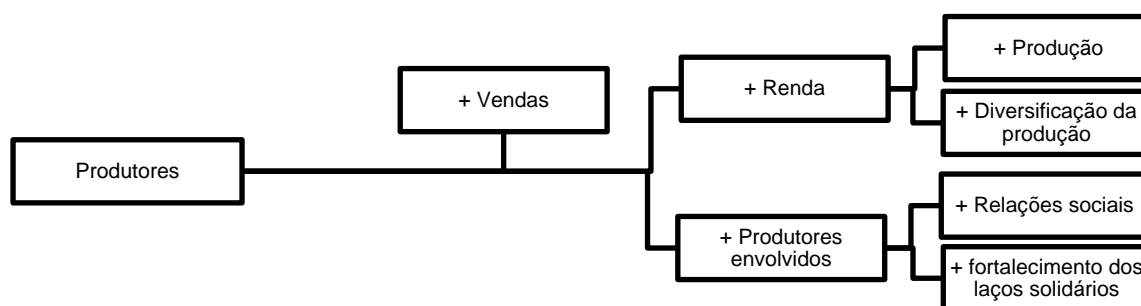 Produtores
+ Vendas
+ Renda
+ Produção
+ Diversificação da
produção
+ Produtores
envolvidos
+ Relações sociais
+ fortalecimento dos
laços solidários